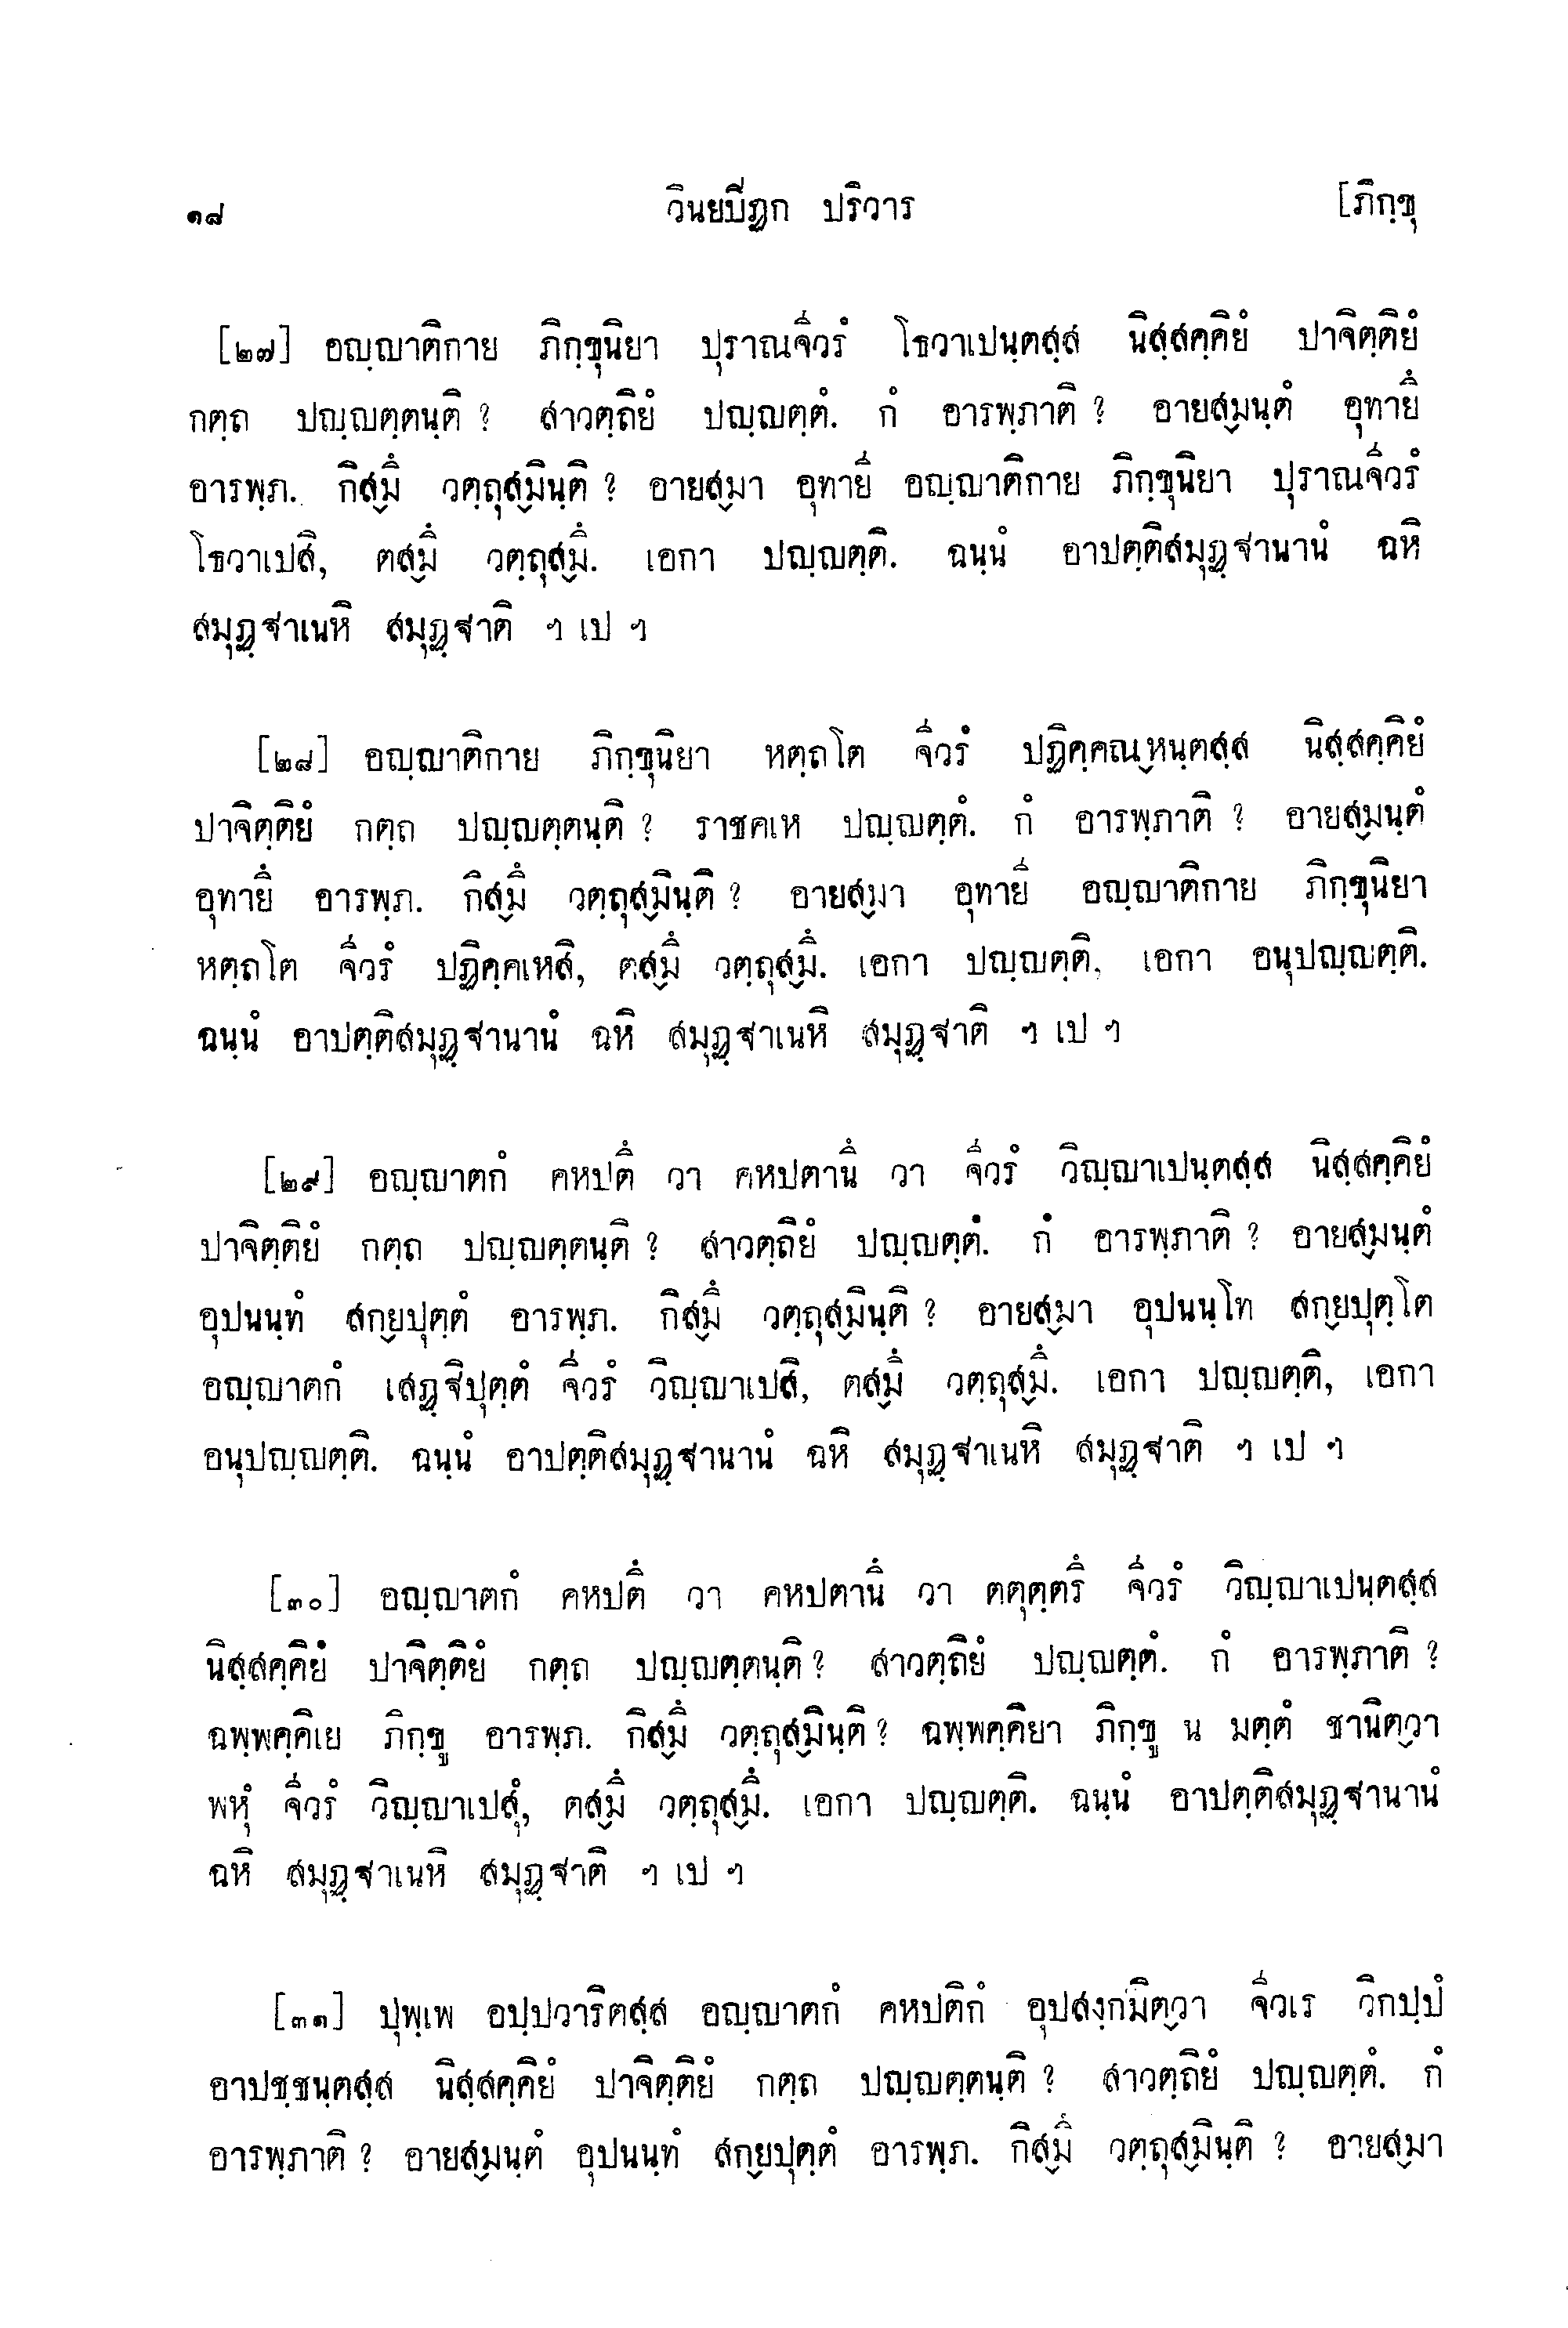 ๑๘ วินยปิฏก ปริวาร [ภิกฺขุ
[๒๗] อญฺญาติกาย ภิกฺขุนิยา ปุราณจีวรํ โธวาเปนฺตสฺส นิสฺสคฺคิยํ ปาจิตฺติยํ
กตฺถ ปญฺญตฺตนฺติ ? สาวตฺถิยํ ปญฺญตฺตํ. กํ อารพฺภาติ ? อายสฺมนฺตํ อุทายึ
อารพฺภ. กิสฺมึ วตฺถุสฺมินฺติ ? อายสฺมา อุทายี อญฺญาติกาย ภิกฺขุนิยา ปุราณจีวรํ
โธวาเปสิ, ตสฺมึ วตฺถุสฺมึ. เอกา ปญฺญตฺติ. ฉนฺนํ อาปตฺติสมุฏฺฐานานํ ฉหิ
สมุฏฺฐาเนหิ สมุฏฺฐาติ ฯ เป ฯ
[๒๘] อญฺญาติกาย ภิกฺขุนิยา หตฺถโต จีวรํ ปฏิคฺคณฺหนฺตสฺส นิสฺสคฺคิยํ
ปาจิตฺติยํ กตฺถ ปญฺญตฺตนฺติ ? ราชคเห ปญฺญตฺตํ. กํ อารพฺภาติ ? อายสฺมนฺตํ
อุทายึ อารพฺภ. กิสฺมึ วตฺถุสฺมินฺติ ? อายสฺมา อุทายี อญฺญาติกาย ภิกฺขุนิยา
หตฺถโต จีวรํ ปฏิคฺคเหสิ, ตสฺมึ วตฺถุสฺมึ. เอกา ปญฺญตฺติ, เอกา อนุปญฺญตฺติ.
ฉนฺนํ อาปตฺติสมุฏฺฐานานํ ฉหิ สมุฏฺฐาเนหิ สมุฏฺฐาติ ฯ เป ฯ
[๒๙] อญฺญาตกํ คหปตึ วา คหปตานึ วา จีวรํ วิญฺญาเปนฺตสฺส นิสฺสคฺคิยํ
ปาจิตฺติยํ กตฺถ ปญฺญตฺตนฺติ ? สาวตฺถิยํ ปญฺญตฺตํ. กํ อารพฺภาติ ? อายสฺมนฺตํ
อุปนนฺทํ สกฺยปุตฺตํ อารพฺภ. กิสฺมึ วตฺถุสฺมินฺติ ? อายสฺมา อุปนนฺโท สกฺยปุตฺโต
อญฺญาตกํ เสฏฺฐิปุตฺตํ จีวรํ วิญฺญาเปสิ, ตสฺมึ วตฺถุสฺมึ. เอกา ปญฺญตฺติ, เอกา
อนุปญฺญตฺติ. ฉนฺนํ อาปตฺติสมุฏฺฐานานํ ฉหิ สมุฏฺฐาเนหิ สมุฏฺฐาติ ฯ เป ฯ
[๓๐] อญฺญาตกํ คหปตึ วา คหปตานึ วา ตตุตฺตรึ จีวรํ วิญฺญาเปนฺตสฺส
นิสฺสคฺคิยํ ปาจิตฺติยํ กตฺถ ปญฺญตฺตนฺติ ? สาวตฺถิยํ ปญฺญตฺตํ. กํ อารพฺภาติ ?
ฉพฺพคฺคิเย ภิกฺขู อารพฺภ. กิสฺมึ วตฺถุสฺมินฺติ ? ฉพฺพคฺคิยา ภิกฺขู น มตฺตํ ชานิตฺวา
พหุํ จีวรํ วิญฺญาเปสุํ, ตสฺมึ วตฺถุสฺมึ. เอกา ปญฺญตฺติ. ฉนฺนํ อาปตฺติสมุฏฺฐานานํ
ฉหิ สมุฏฺฐาเนหิ สมุฏฺฐาติ ฯ เป ฯ
[๓๑] ปุพฺเพ อปฺปวาริตสฺส อญฺญาตกํ คหปติกํ อุปสงฺกมิตฺวา จีวเร วิกปฺปํ
อาปชฺชนฺตสฺส นิสฺสคฺคิยํ ปาจิตฺติยํ กตฺถ ปญฺญตฺตนฺติ ? สาวตฺถิยํ ปญฺญตฺตํ. กํ
อารพฺภาติ ? อายสฺมนฺตํ อุปนนฺทํ สกฺยปุตฺตํ อารพฺภ. กิสฺมึ วตฺถุสฺมินฺติ ? อายสฺมา